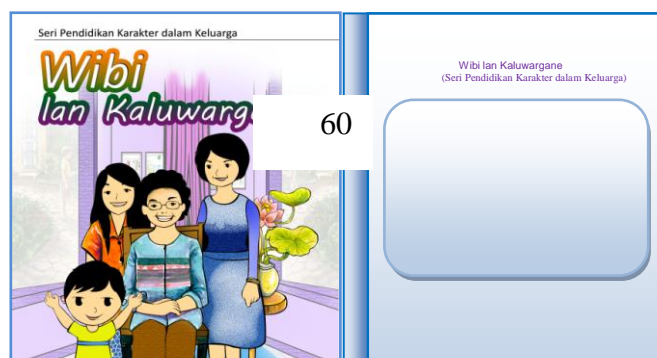 Seri Pendidikan Karakter dalam Keluarga
Wibi
lan Kaluwarg
60
Wibi lan Kaluwargane
(Seri Pendidikan Karakter dalam Keluarga)